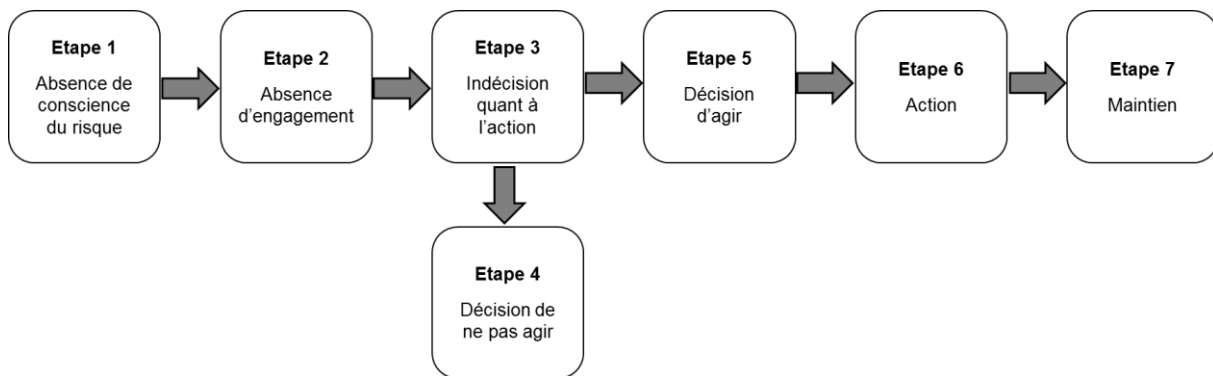 Etape 1
Absence de
conscience
du risque
Etape 2
Absence
d'engagement
Etape 3
Indécision
quant à
l'action
Etape 5
Décision
d'agir
Etape 6
Action
Etape 7
Maintien
Etape 4
Décision de
ne pas agir